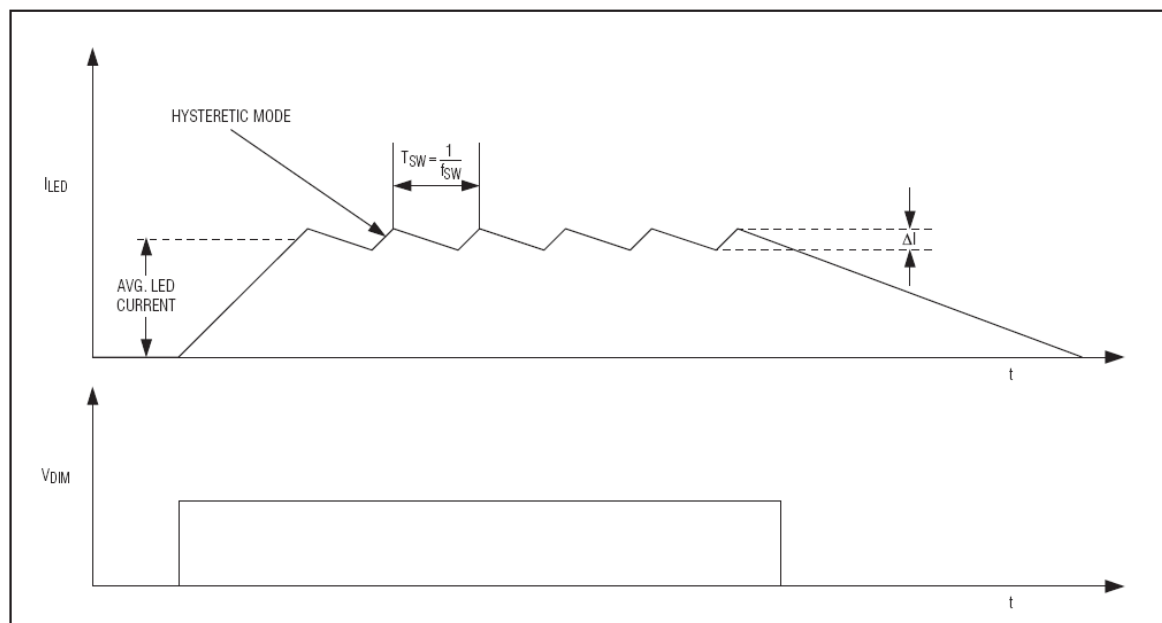 HYSTERETIC MODE
TSW = 1
fSW
ILED
ΔI
AVG. LED
CURRENT
t
VDIM
t